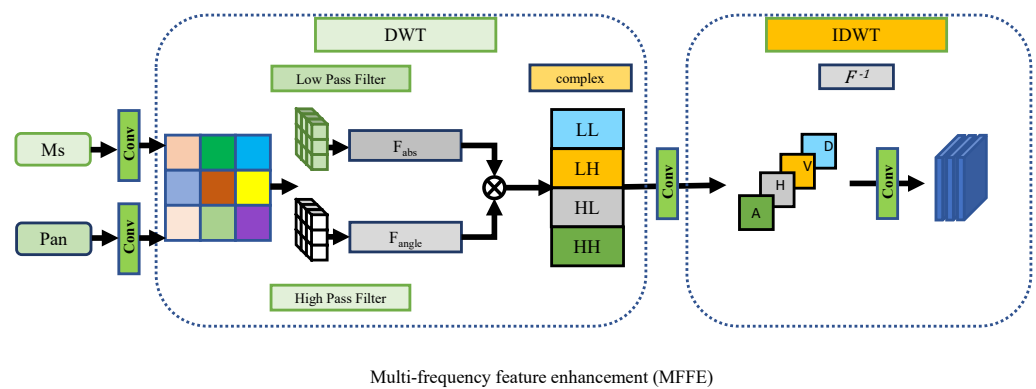 DWT
IDWT
Low Pass Filter
complex
F-1
Ms
Conv
Fabs
LL
LH
HL
HH
Conv
D
V
H
A
Conv
Pan
Conv
Fangle
High Pass Filter
Multi-frequency feature enhancement (MFFE)